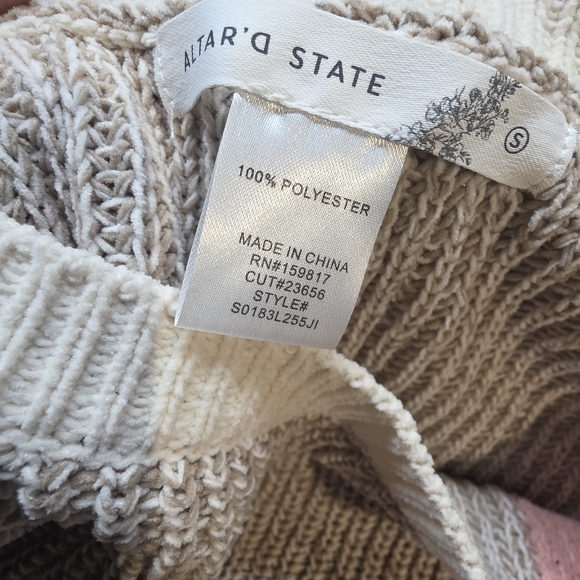 ALTAR'D STATE
S
100% POLYESTER
MADE IN CHINA
RN#159817
CUT#23656
STYLE#
S0183L255JI